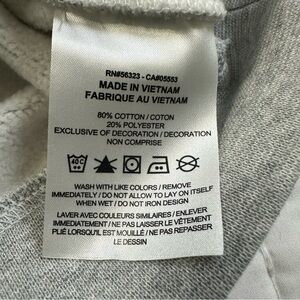 RN#56323 - CA#05553
MADE IN VIETNAM
FABRIQUE AU VIETNAM
80% COTTON / COTON
20% POLYESTER
EXCLUSIVE OF DECORATION / DECORATION
NON COMPRISE
WASH WITH LIKE COLORS / REMOVE
IMMEDIATELY / DO NOT ALLOW TO LAY ON ITSELF
WHEN WET / DO NOT IRON DESIGN
LAVER AVEC COULEURS SIMILAIRES / ENLEVER
IMMÉDIATEMENT / NE PAS LAISSER LE VÊTEMENT
PLIÉ LORSQU'IL EST MOUILLÉ / NE PAS REPASSER
LE DESSIN